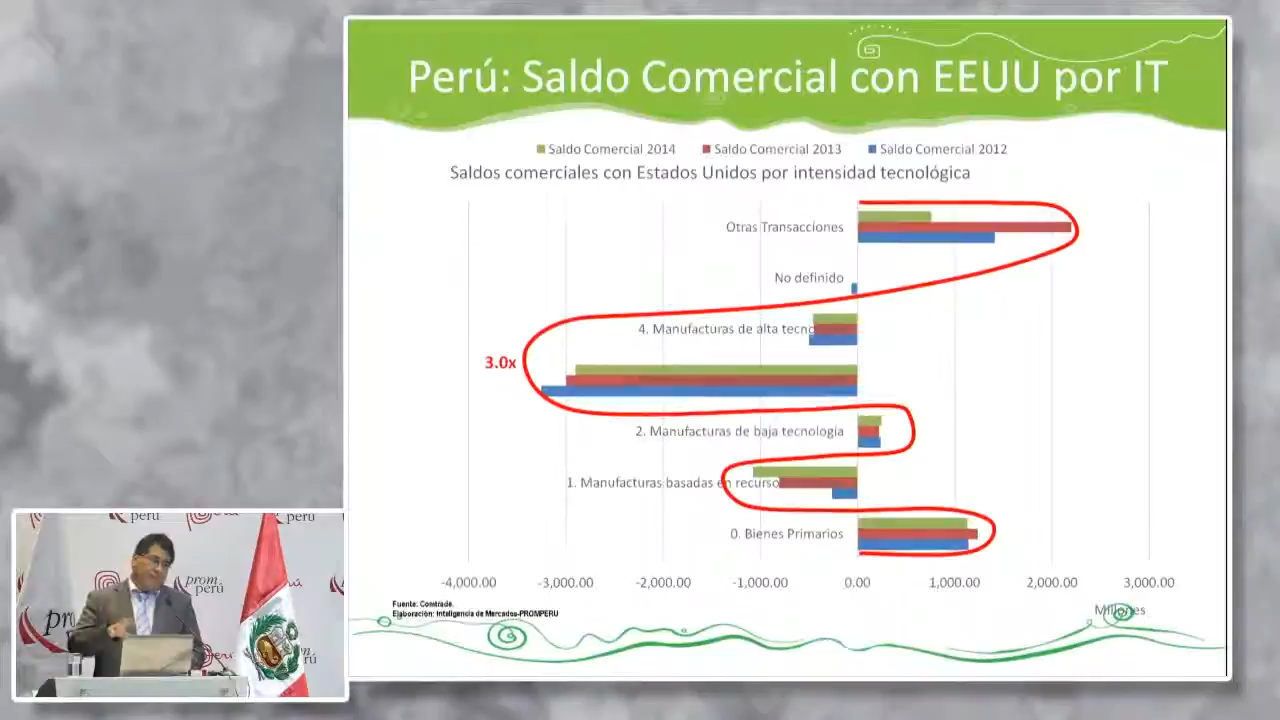 Perú: Saldo Comercial con EEUU por IT
Saldo Comercial 2014 Saldo Comercial 2013 Saldo Comercial 2012
Saldos comerciales con Estados Unidos por intensidad tecnológica
Otras Transacciones
No definido
4. Manufacturas de alta tecno
3.0x
2. Manufacturas de baja tecnología
1. Manufacturas basadas en recurso
0. Bienes Primarios
-4,000.00 -3,000.00 -2,000.00 -1,000.00 0.00 1,000.00 2,000.00 3,000.00
Millones
Fuente: Comtrade.
Elaboración: Inteligencia de Mercados-PROMPERU
perú perú
prom
perú